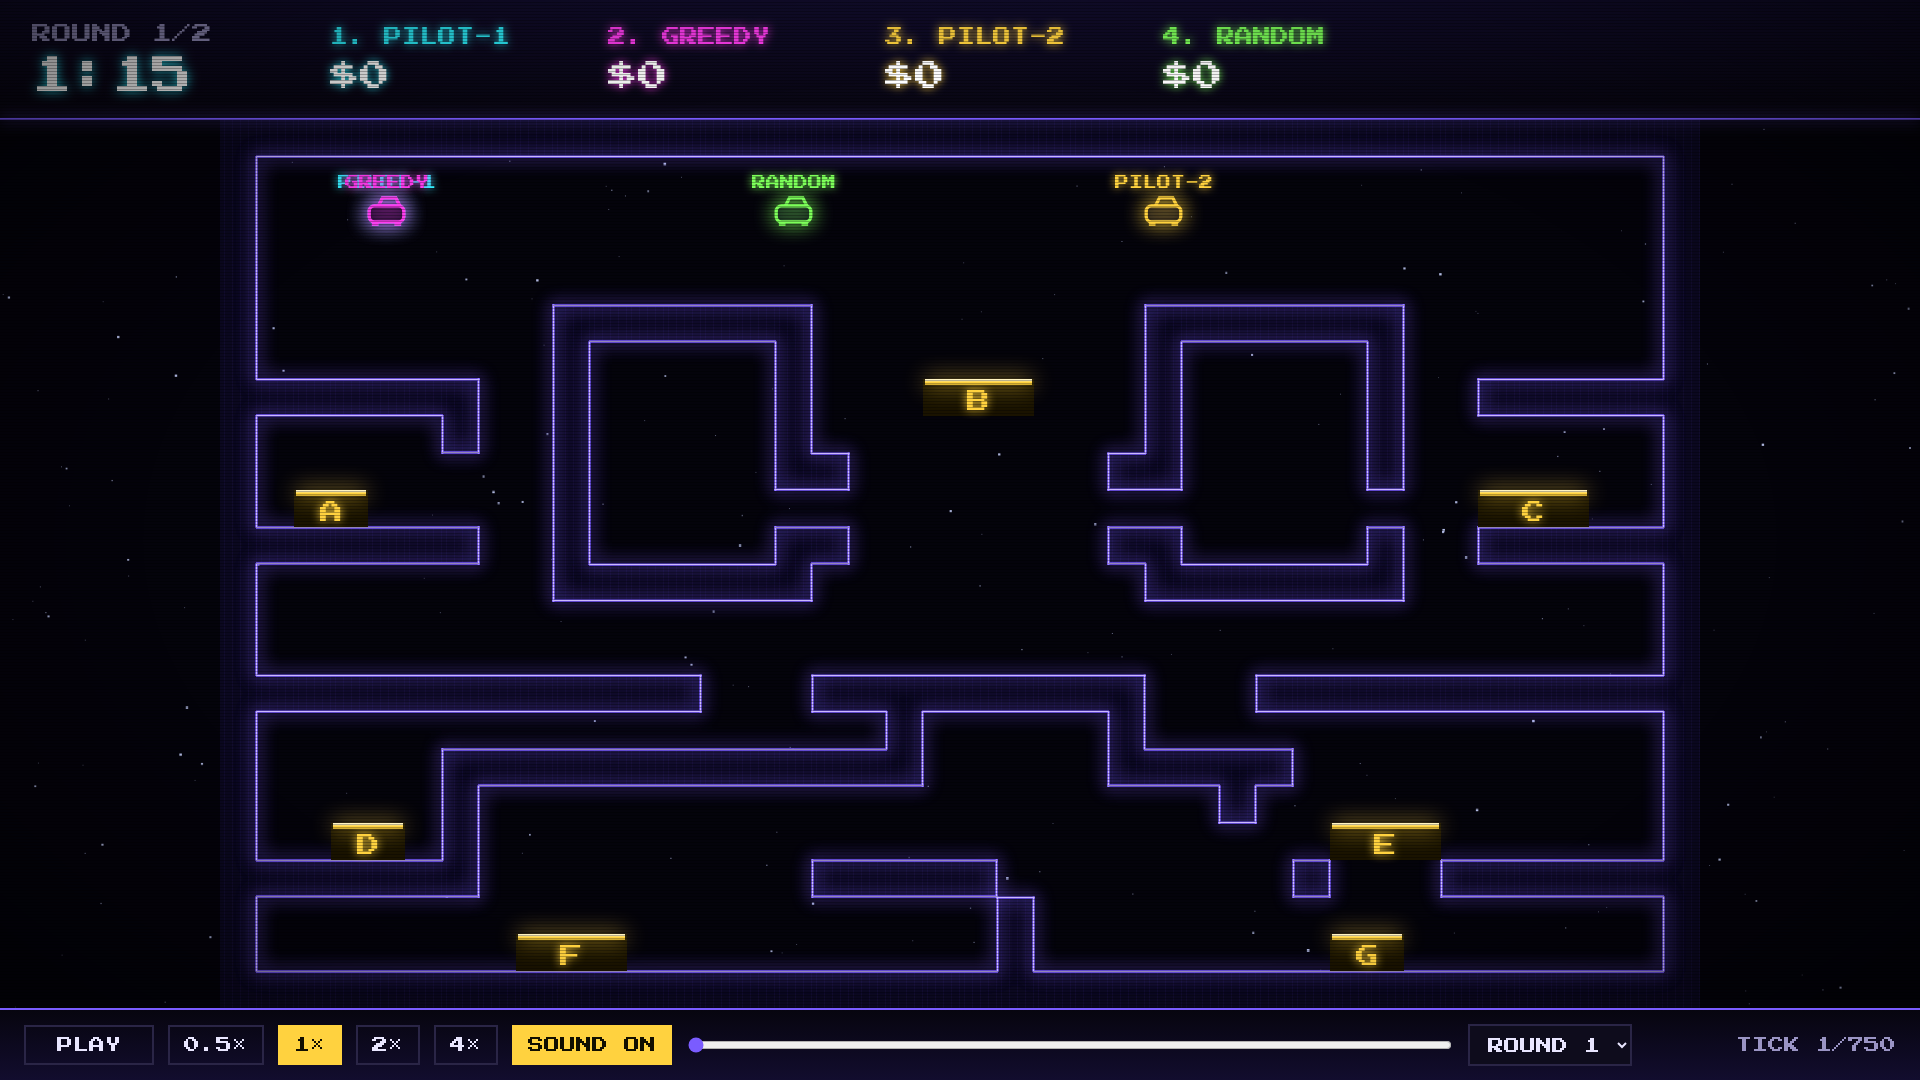 ROUND 1/2
1:15
1. PILOT-1
$0
2. GREEDY
$0
3. PILOT-2
$0
4. RANDOM
$0
RANDOM
PILOT-2
B
A
C
D
E
F
G
PLAY
0.5×
1×
2×
4×
SOUND ON
ROUND 1
TICK 1/750